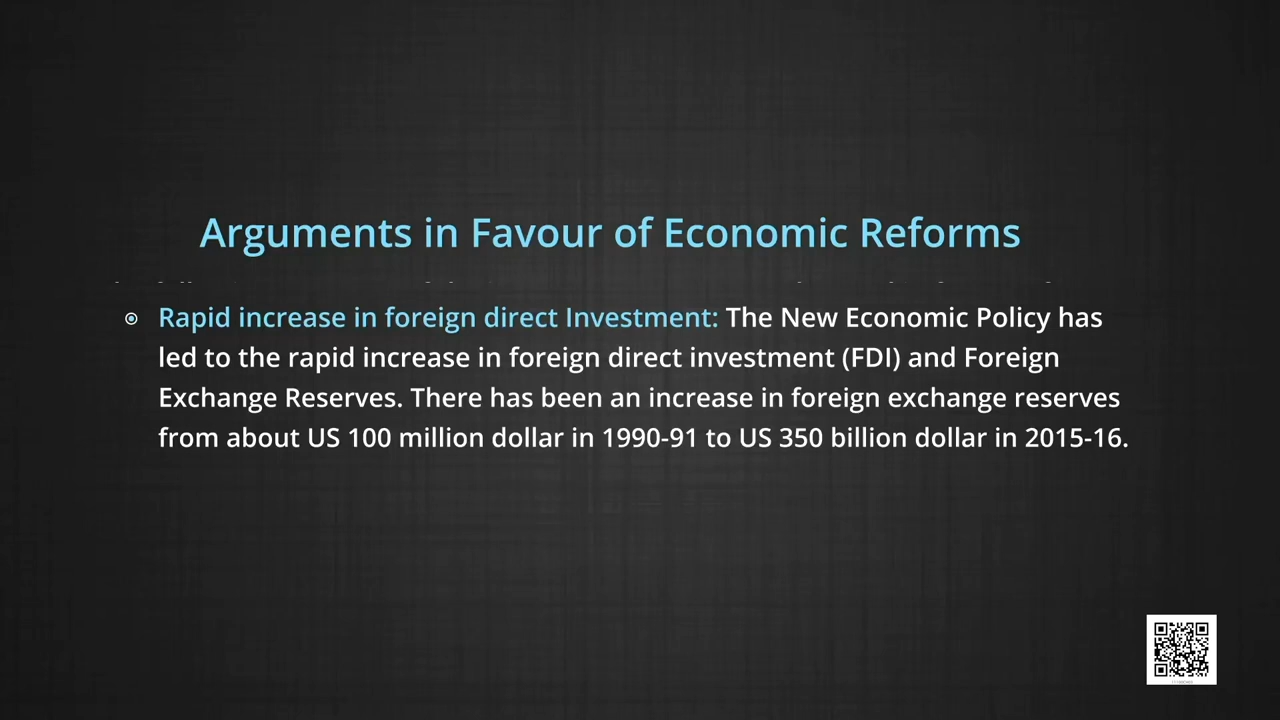 Arguments in Favour of Economic Reforms
Rapid increase in foreign direct Investment: The New Economic Policy has
led to the rapid increase in foreign direct investment (FDI) and Foreign
Exchange Reserves. There has been an increase in foreign exchange reserves
from about US 100 million dollar in 1990-91 to US 350 billion dollar in 2015-16.